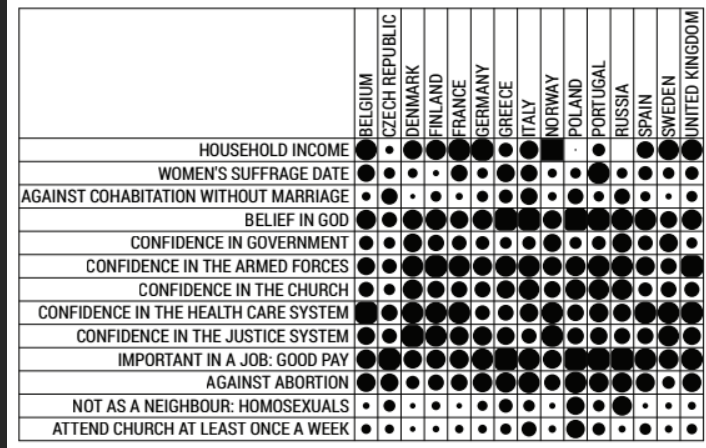 BELGIUM
CZECH REPUBLIC
DENMARK
FINLAND
FRANCE
GERMANY
GREECE
ITALY
NORWAY
POLAND
PORTUGAL
RUSSIA
SPAIN
SWEDEN
UNITED KINGDOM
HOUSEHOLD INCOME
WOMEN'S SUFFRAGE DATE
AGAINST COHABITATION WITHOUT MARRIAGE
BELIEF IN GOD
CONFIDENCE IN GOVERNMENT
CONFIDENCE IN THE ARMED FORCES
CONFIDENCE IN THE CHURCH
CONFIDENCE IN THE HEALTH CARE SYSTEM
CONFIDENCE IN THE JUSTICE SYSTEM
IMPORTANT IN A JOB: GOOD PAY
AGAINST ABORTION
NOT AS A NEIGHBOUR: HOMOSEXUALS
ATTEND CHURCH AT LEAST ONCE A WEEK